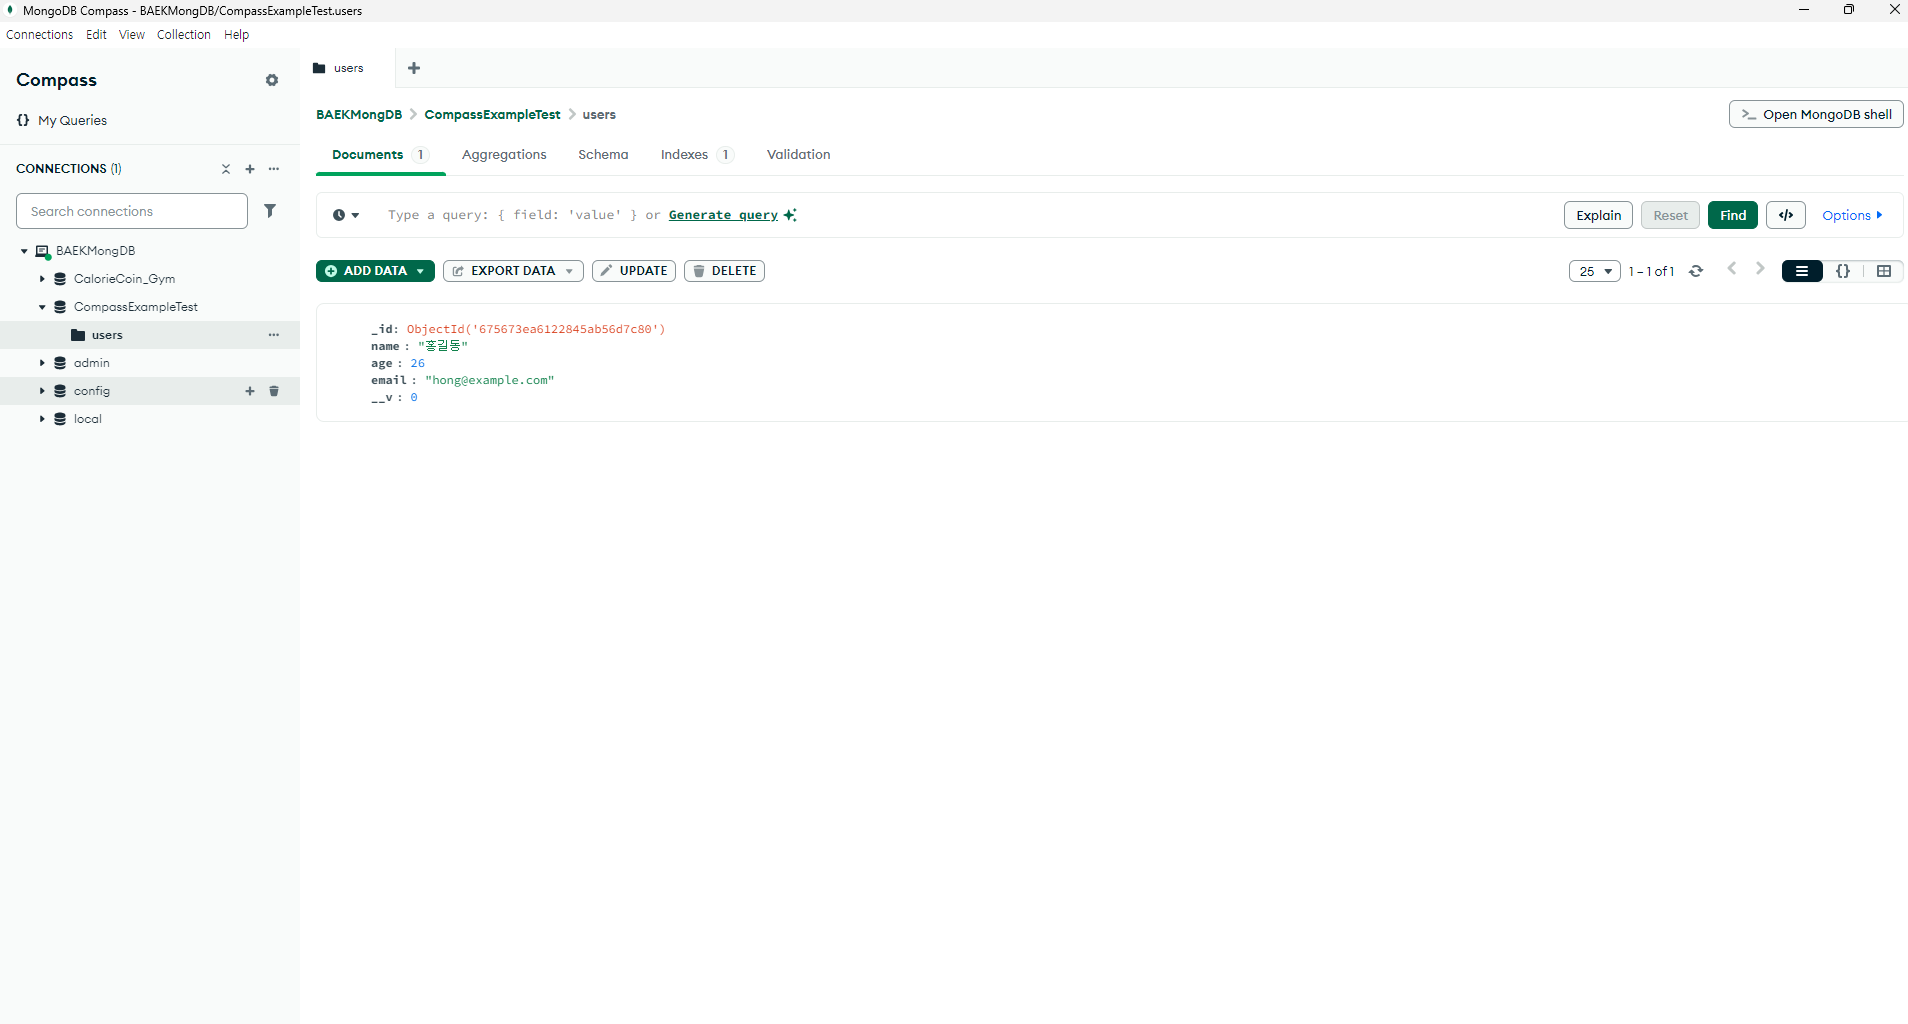 MongoDB Compass - BAEKMongDB/CompassExampleTest.users
Connections Edit View Collection Help
Compass
{} My Queries
CONNECTIONS (1)
Search connections
BAEKMongDB
CalorieCoin_Gym
CompassExampleTest
users
admin
config
local
users
BAEKMongDB > CompassExampleTest > users
>_ Open MongoDB shell
Documents 1 Aggregations Schema Indexes 1 Validation
Type a query: { field: 'value' } or Generate query
Explain Reset Find </> Options
ADD DATA EXPORT DATA UPDATE DELETE
25 1 – 1 of 1 {}
_id: ObjectId('675673ea6122845ab56d7c80')
name : "홍길동"
age : 26
email : "hong@example.com"
__v : 0